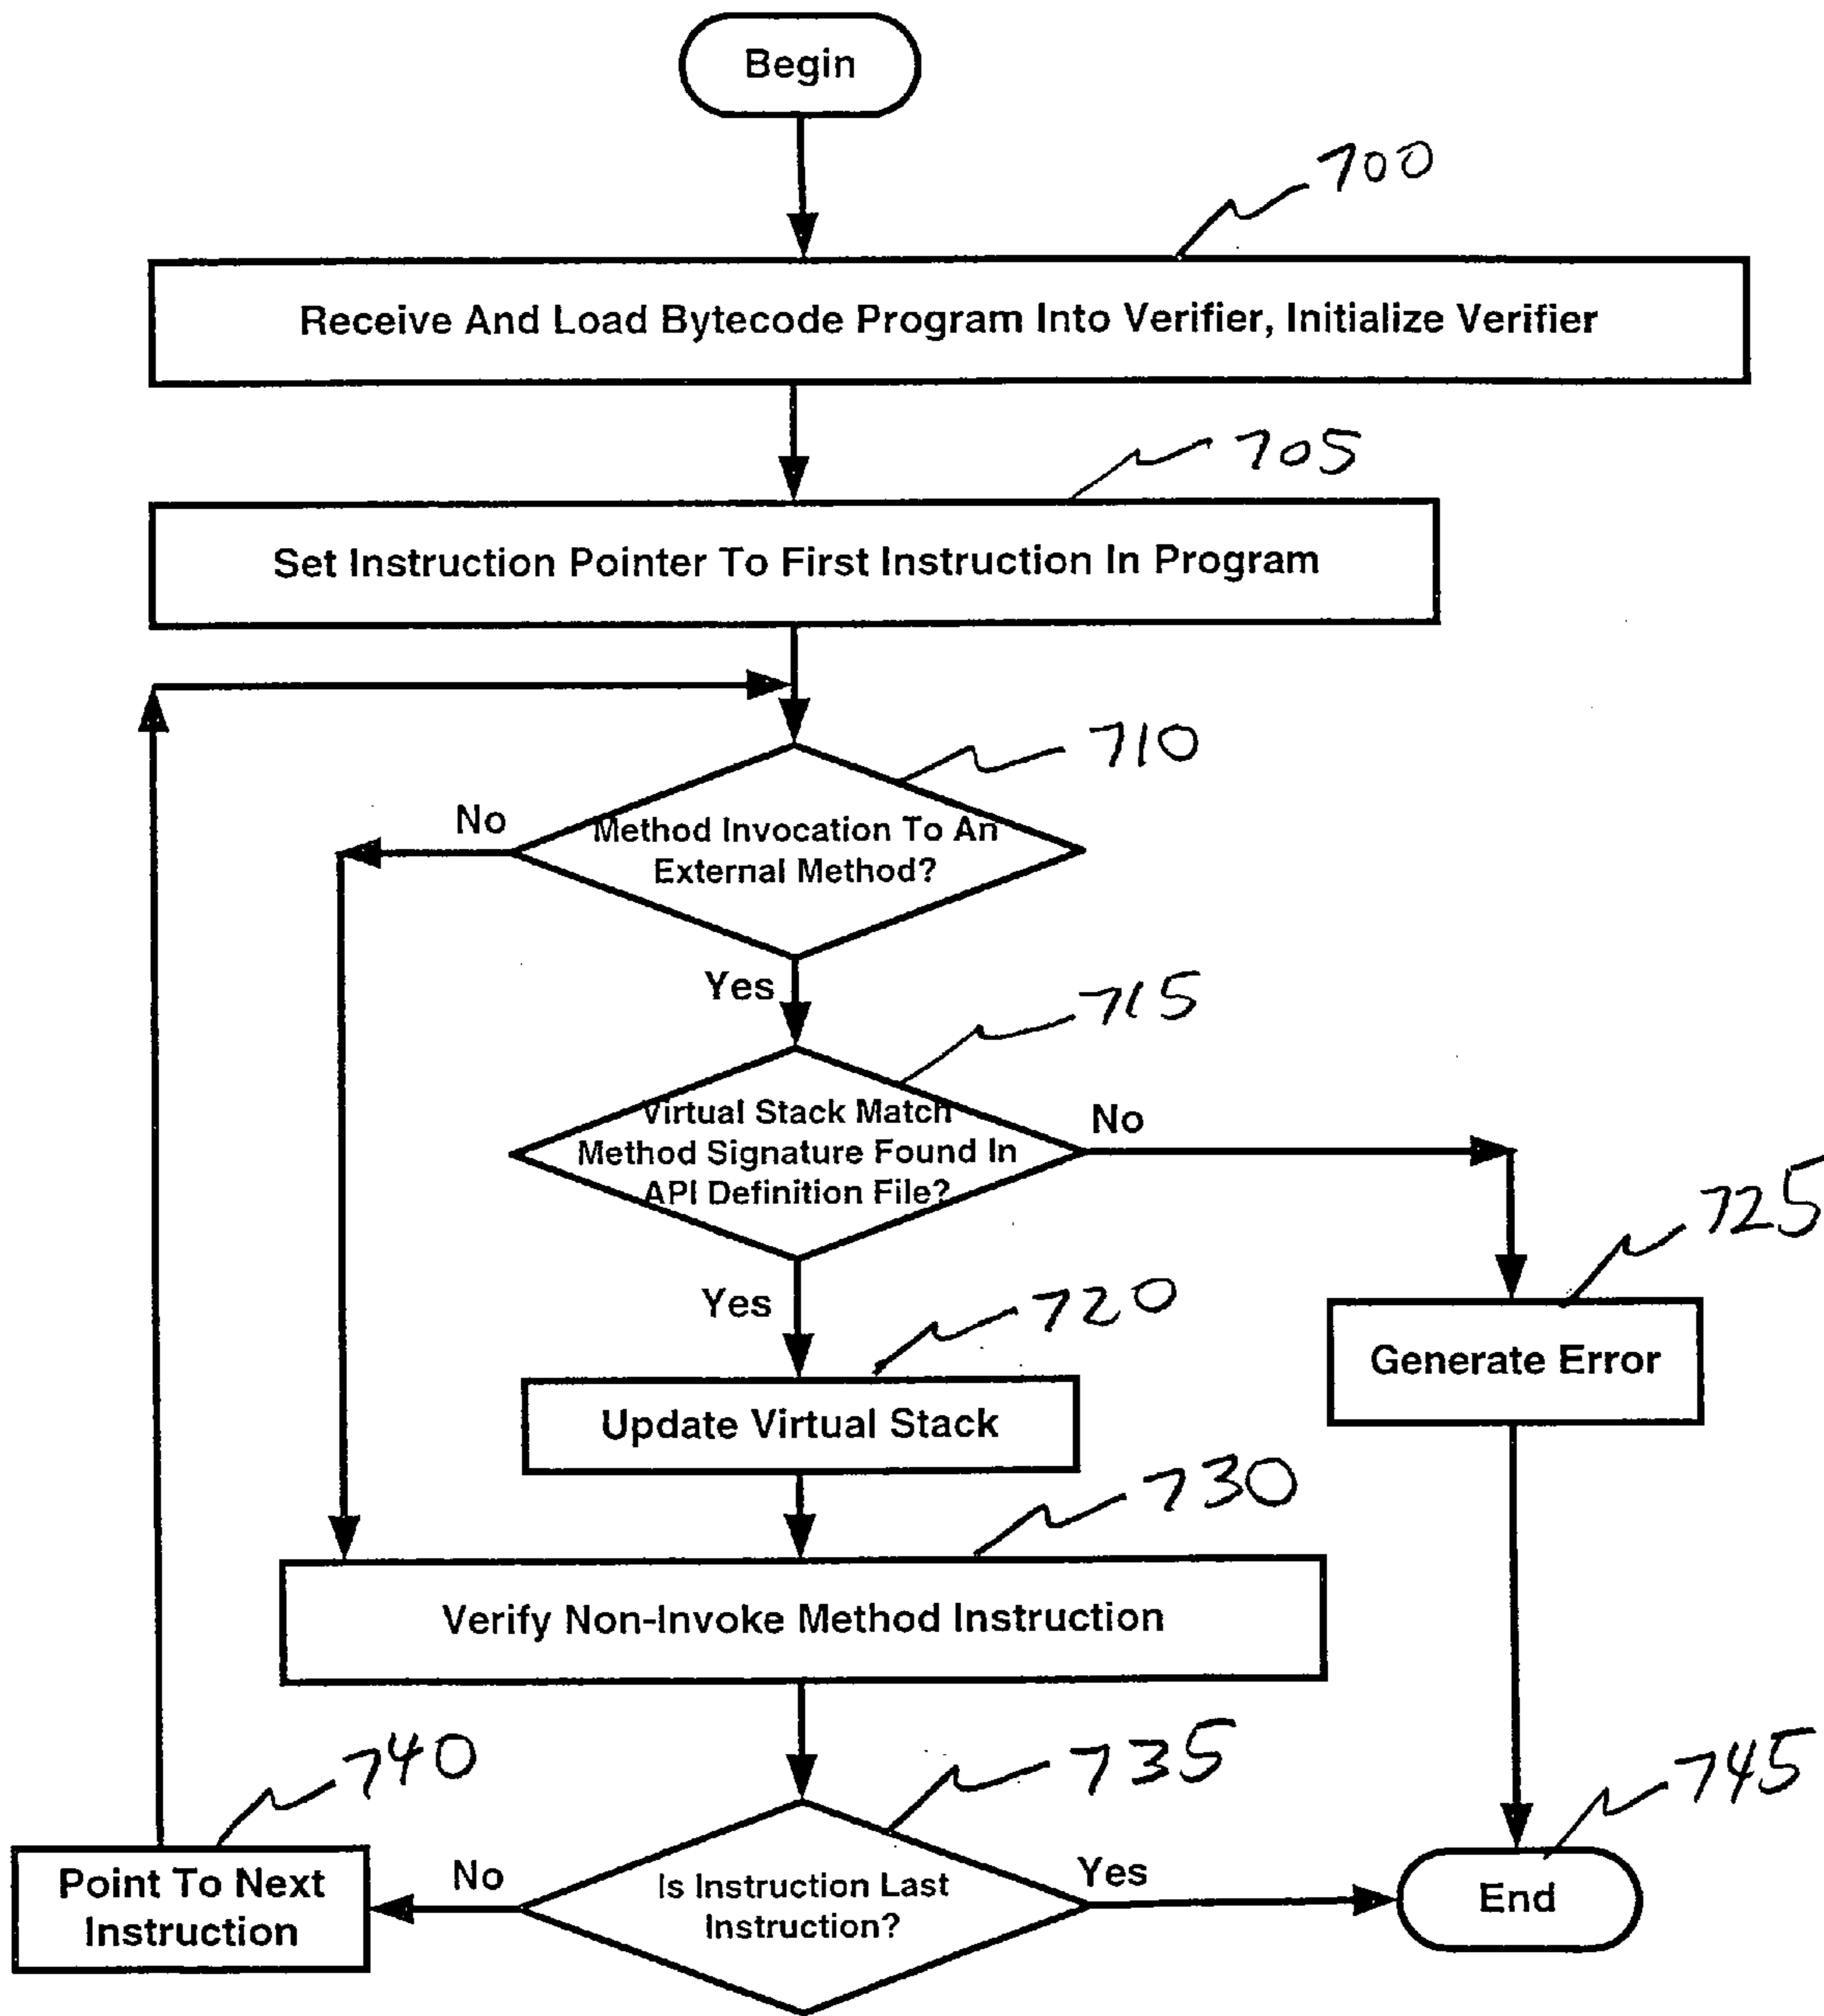 Begin
700
Receive And Load Bytecode Program Into Verifier, Initialize Verifier
705
Set Instruction Pointer To First Instruction In Program
710
No
Method Invocation To An
External Method?
Yes
715
Virtual Stack Match
Method Signature Found In
API Definition File?
No
725
Yes
720
Generate Error
Update Virtual Stack
730
Verify Non-Invoke Method Instruction
740
735
745
Point To Next
Instruction
No
Is Instruction Last
Instruction?
Yes
End